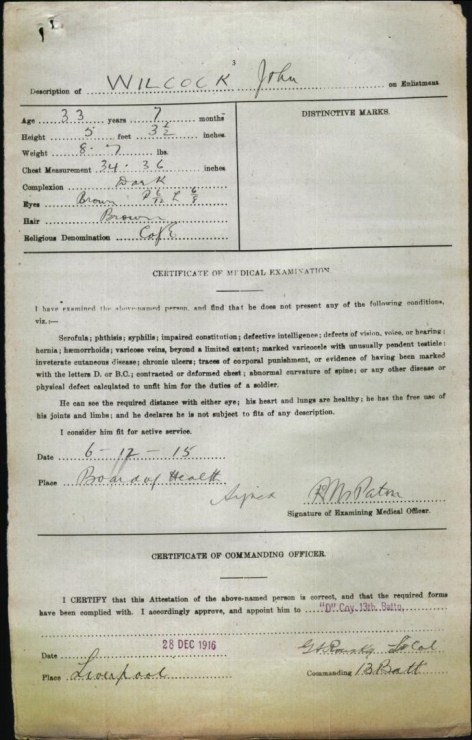 3
Description of WILCOCK John on Enlistment.
Age 33 years 7 months
Height 5 feet 3½ inches
Weight 8-7 lbs.
Chest Measurement 34-36 inches
Complexion Dark
Eyes Brown
Hair Brown
Religious Denomination C of E
DISTINCTIVE MARKS.
CERTIFICATE OF MEDICAL EXAMINATION.
I have examined the above-named person, and find that he does not present any of the following conditions, viz.:—
Scrofula; phthisis; syphilis; impaired constitution; defective intelligence; defects of vision, voice, or hearing;
hernia; hæmorrhoids; varicose veins, beyond a limited extent; marked varicocele with unusually pendent testicle;
inveterate cutaneous disease; chronic ulcers; traces of corporal punishment, or evidence of having been marked
with the letters D. or B.C.; contracted or deformed chest; abnormal curvature of spine; or any other disease or
physical defect calculated to unfit him for the duties of a soldier.
He can see the required distance with either eye; his heart and lungs are healthy; he has the free use of
his joints and limbs; and he declares he is not subject to fits of any description.
I consider him fit for active service.
Date 6-12-15
Place Board of Health
Signed R M Paton
Signature of Examining Medical Officer.
CERTIFICATE OF COMMANDING OFFICER.
I CERTIFY that this Attestation of the above-named person is correct, and that the required forms
have been complied with. I accordingly approve, and appoint him to "D" Coy. 13th. Battn.
Date 28 DEC 1916
Lt Col
Place Liverpool
Commanding 13 Batt